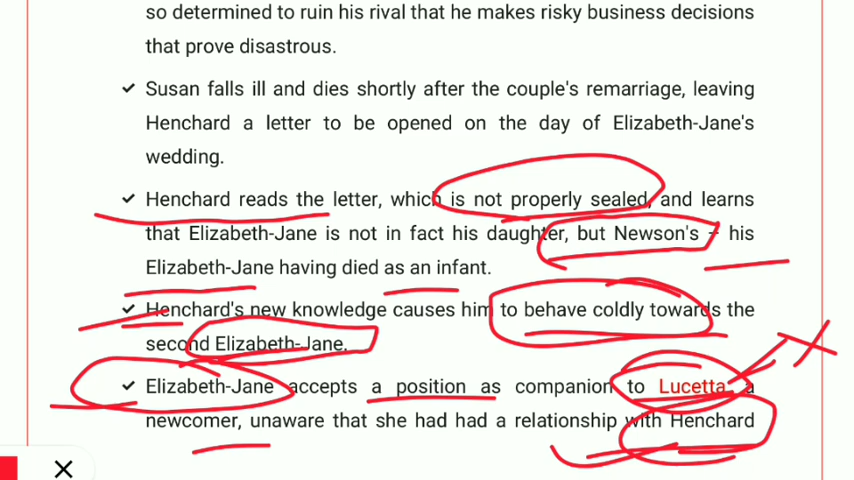 so determined to ruin his rival that he makes risky business decisions
that prove disastrous.
✔ Susan falls ill and dies shortly after the couple's remarriage, leaving
Henchard a letter to be opened on the day of Elizabeth-Jane's
wedding.
✔ Henchard reads the letter, which is not properly sealed, and learns
that Elizabeth-Jane is not in fact his daughter, but Newson's - his
Elizabeth-Jane having died as an infant.
✔ Henchard's new knowledge causes him to behave coldly towards the
second Elizabeth-Jane.
✔ Elizabeth-Jane accepts a position as companion to Lucetta, a
newcomer, unaware that she had had a relationship with Henchard